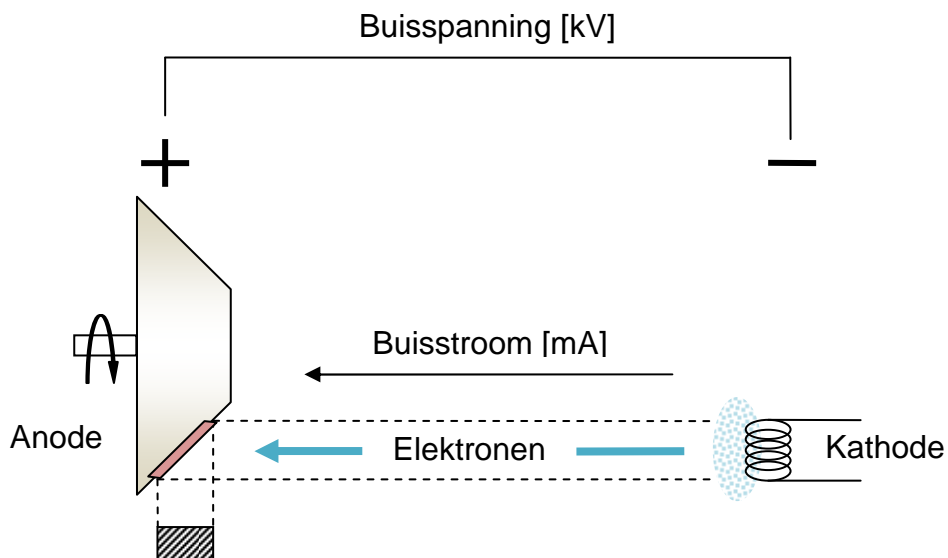 Buisspanning [kV]
+
−
Buisstroom [mA]
Anode
Elektronen
Kathode